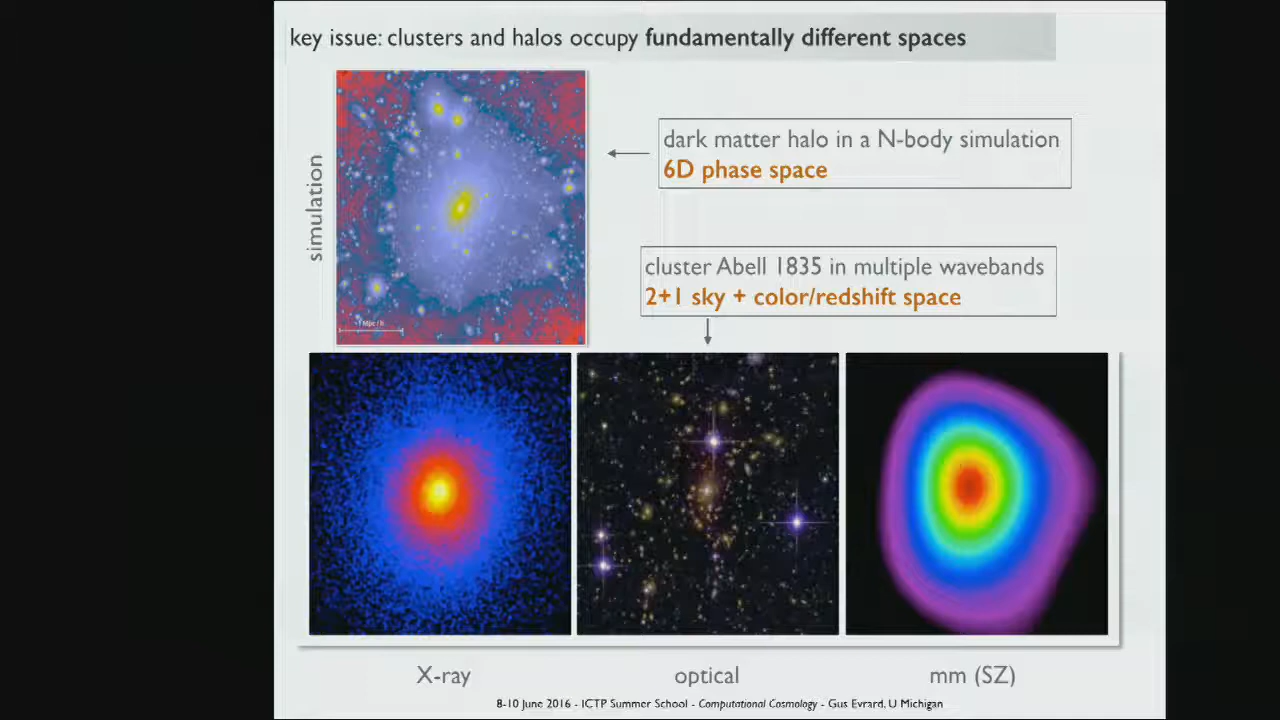 key issue: clusters and halos occupy fundamentally different spaces
simulation
dark matter halo in a N-body simulation
6D phase space
cluster Abell 1835 in multiple wavebands
2+1 sky + color/redshift space
1 Mpc/h
X-ray
optical
mm (SZ)
8-10 June 2016 - ICTP Summer School - Computational Cosmology - Gus Evrard, U Michigan